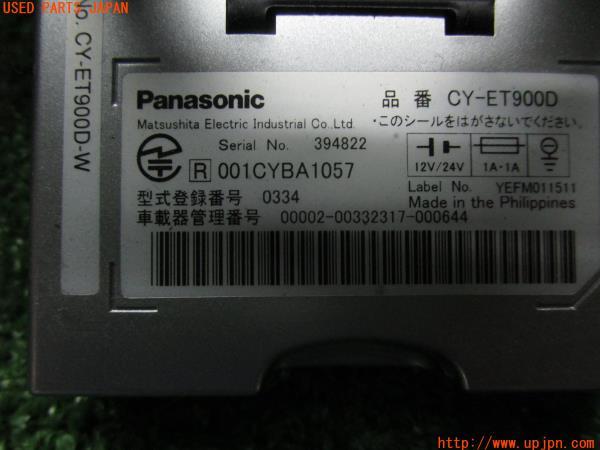 USED PARTS JAPAN
No. CY-ET900D-W
Panasonic
品番 CY-ET900D
Matsushita Electric Industrial Co.,Ltd.
・このシールをはがさないでください。
Serial No. 394822
R 001CYBA1057
12V/24V
1A・1A
Label No. YEFM011511
型式登録番号 0334
Made in the Philippines
車載器管理番号 00002-00332317-000644
http://www.upjpn.com/